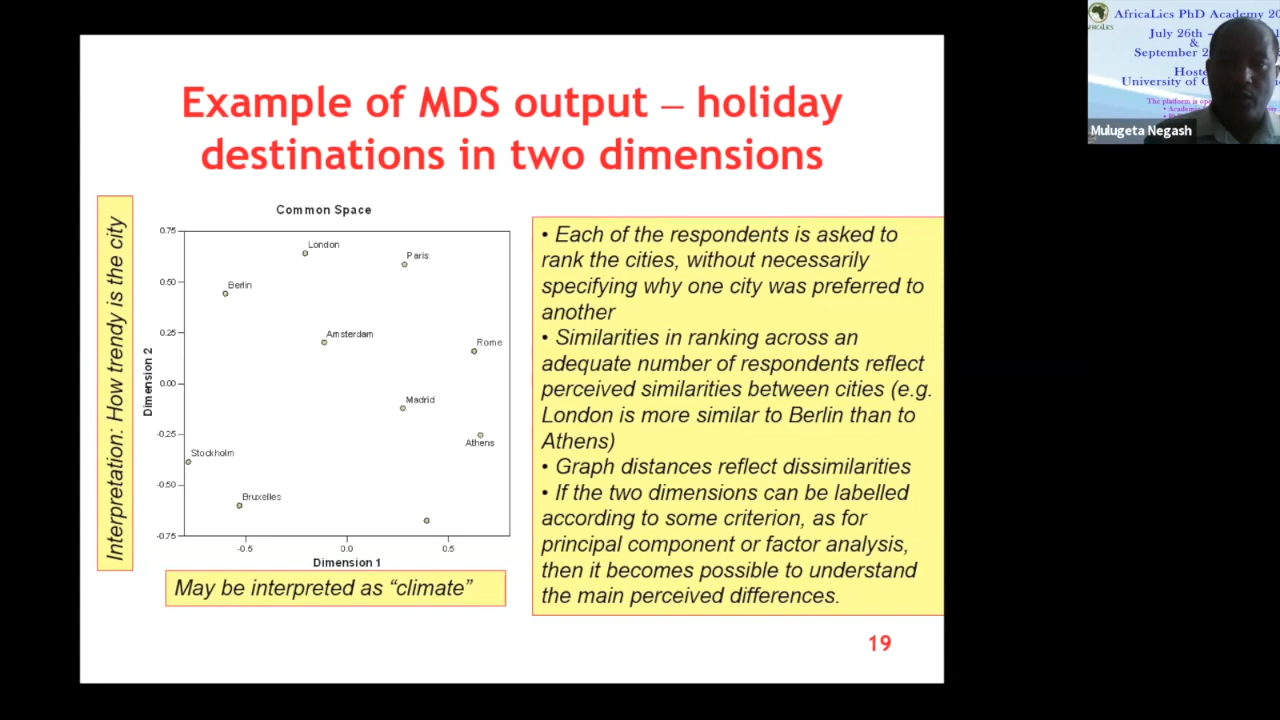 Example of MDS output – holiday
destinations in two dimensions
Interpretation: How trendy is the city
Common Space
Dimension 2
0.75
0.50
0.25
0.00
-0.25
-0.50
-0.75
London
Paris
Berlin
Amsterdam
Rome
Madrid
Athens
Stockholm
Bruxelles
-0.5
0.0
0.5
Dimension 1
May be interpreted as “climate”
• Each of the respondents is asked to
rank the cities, without necessarily
specifying why one city was preferred to
another
• Similarities in ranking across an
adequate number of respondents reflect
perceived similarities between cities (e.g.
London is more similar to Berlin than to
Athens)
• Graph distances reflect dissimilarities
• If the two dimensions can be labelled
according to some criterion, as for
principal component or factor analysis,
then it becomes possible to understand
the main perceived differences.
19
AfricaLics PhD Academy 20
July 26th –
&
September 2
Hoste
University of
The platform is
• Academic
Mulugeta Negash